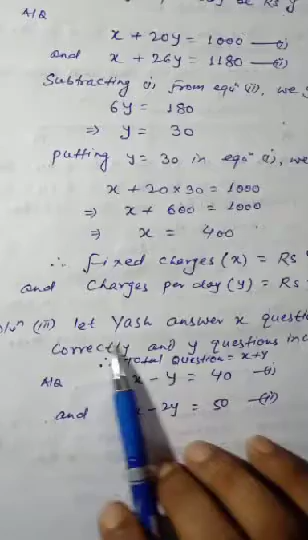 A/Q
x + 20y = 1000 —(i)
and x + 26y = 1180 —(ii)
Subtracting (i) from eqⁿ (ii), we
6y = 180
⇒ y = 30
putting y = 30 in eqⁿ (i), we
x + 20×30 = 1000
⇒ x + 600 = 1000
⇒ x = 400
∴ fixed charges (x) = Rs
and Charges per day (y) = Rs
(iii) let Yash answer x
correctly and y questions
∴ total question = x+y
A/Q x - y = 40 —(i)
and - 2y = 50 —(ii)